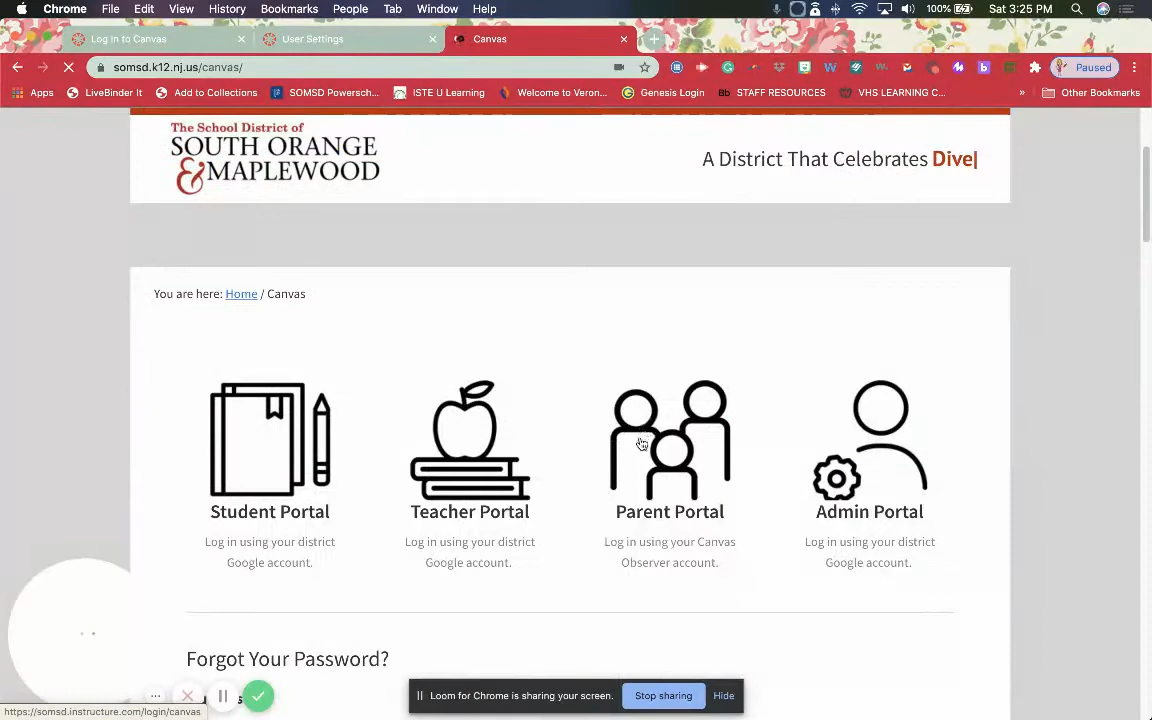 Chrome File Edit View History Bookmarks People Tab Window Help 100% Sat 3:25 PM
Log in to Canvas
User Settings
Canvas
somsd.k12.nj.us/canvas/
Paused
Apps LiveBinder It Add to Collections SOMSD Powersch... ISTE U Learning Welcome to Veron... Genesis Login Bb STAFF RESOURCES VHS LEARNING C... » Other Bookmarks
The School District of
SOUTH ORANGE
&MAPLEWOOD
A District That Celebrates Dive|
You are here: Home / Canvas
Student Portal
Log in using your district
Google account.
Teacher Portal
Log in using your district
Google account.
Parent Portal
Log in using your Canvas
Observer account.
Admin Portal
Log in using your district
Google account.
Forgot Your Password?
Loom for Chrome is sharing your screen. Stop sharing Hide
https://somsd.instructure.com/login/canvas